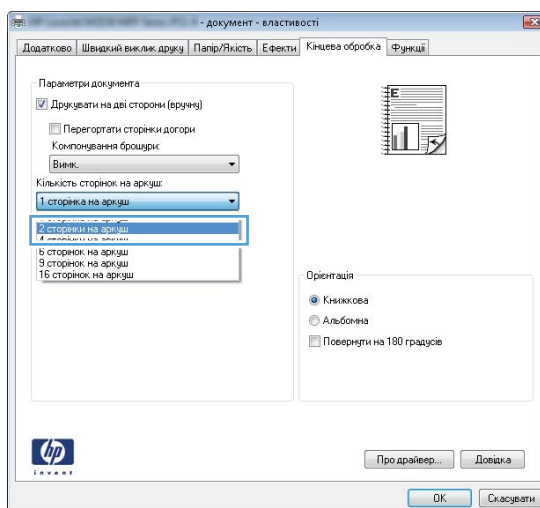 - документ - властивості
Додатково
Швидкий виклик друку
Папір/Якість
Ефекти
Кінцева обробка
Функції
Параметри документа
Друкувати на дві сторони (вручну)
Перегортати сторінки догори
Компонування брошури:
Вимк.
Кількість сторінок на аркуш:
1 сторінка на аркуш
2 сторінки на аркуш
6 сторінок на аркуш
9 сторінок на аркуш
16 сторінок на аркуш
E
Орієнтація
Книжкова
Альбомна
Повернути на 180 градусів
hp
invent
Про драйвер...
Довідка
OK
Скасувати